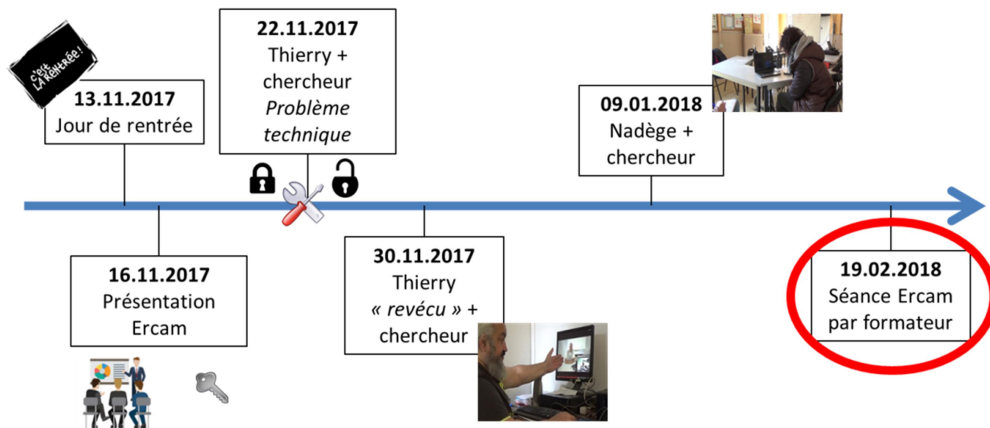 c'est
LA RENTRÉE !
13.11.2017
Jour de rentrée
22.11.2017
Thierry +
chercheur
Problème
technique
09.01.2018
Nadège +
chercheur
16.11.2017
Présentation
Ercam
30.11.2017
Thierry
« revécu » +
chercheur
19.02.2018
Séance Ercam
par formateur